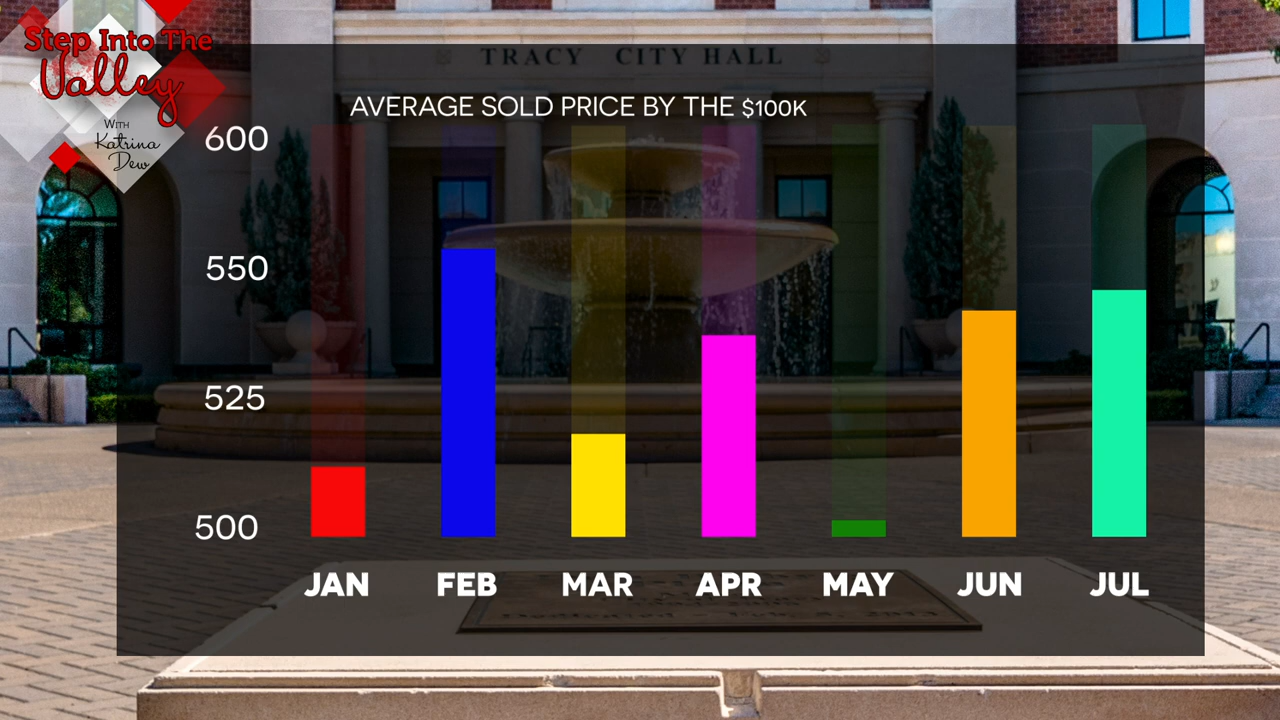 Step Into The
Valley
WITH
Katrina
Dew
TRACY CITY HALL
AVERAGE SOLD PRICE BY THE $100K
600
550
525
500
JAN FEB MAR APR MAY JUN JUL